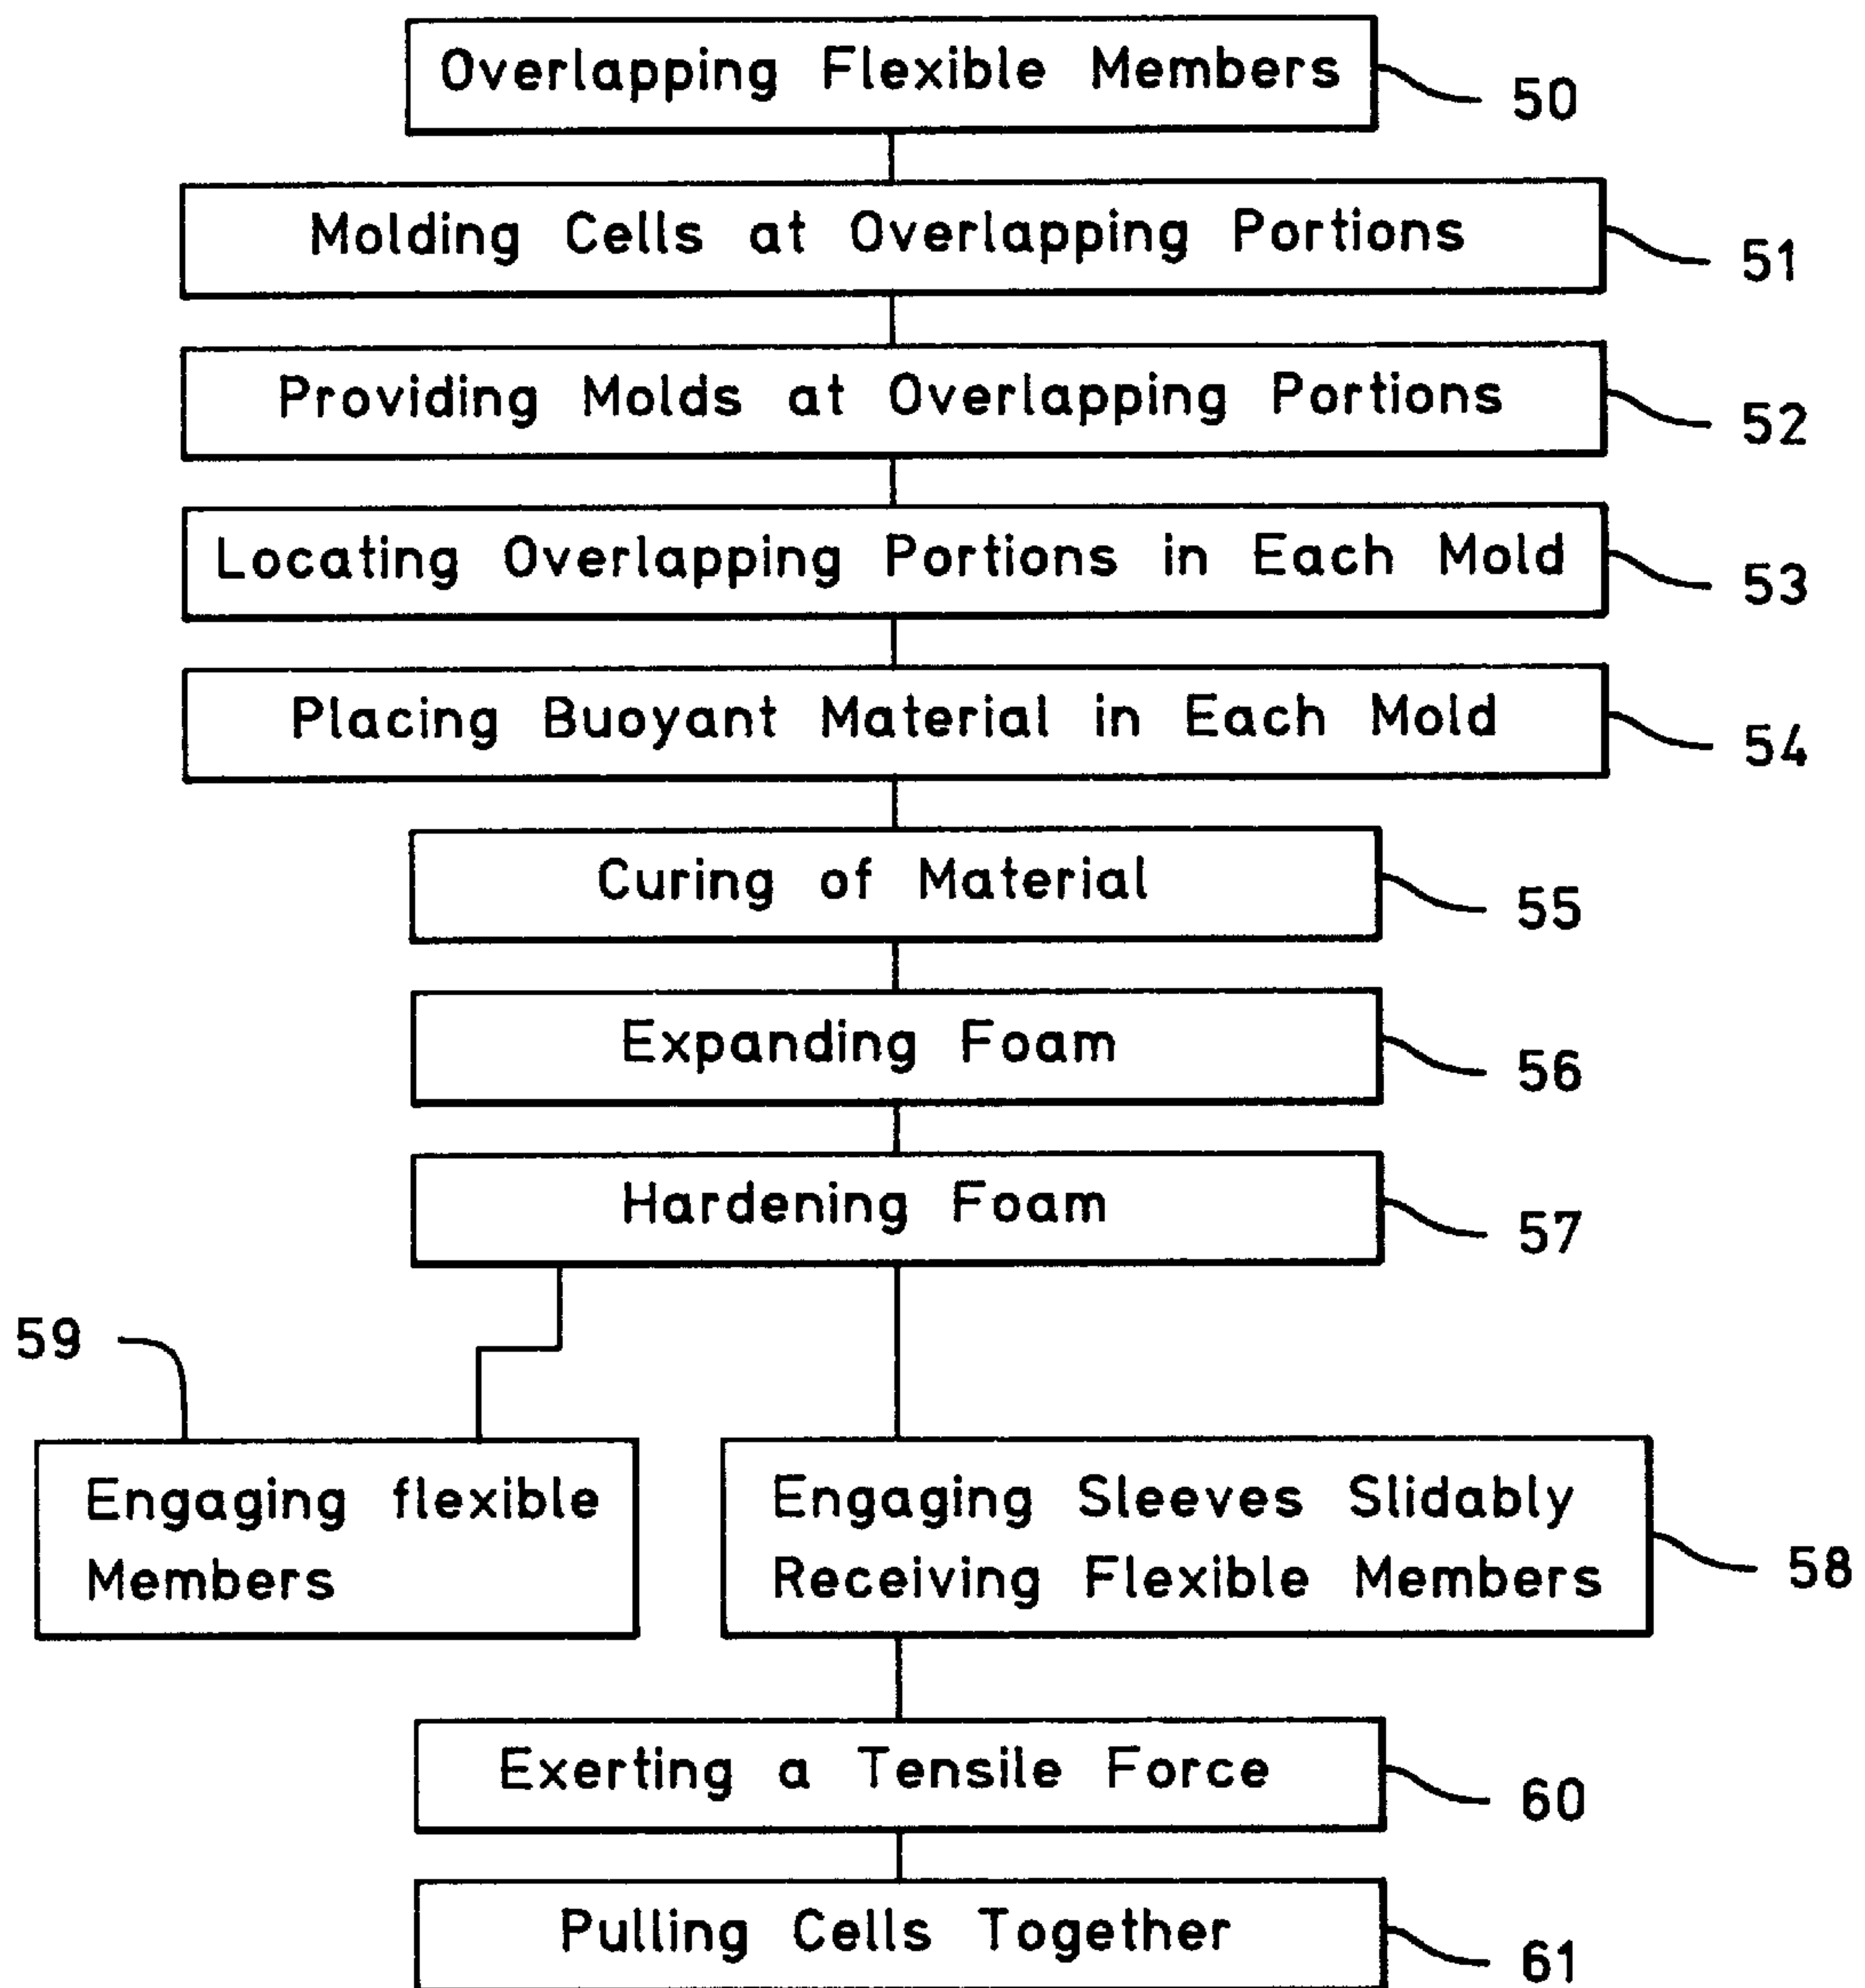 Overlapping Flexible Members
50
Molding Cells at Overlapping Portions
51
Providing Molds at Overlapping Portions
52
Locating Overlapping Portions in Each Mold
53
Placing Buoyant Material in Each Mold
54
Curing of Material
55
Expanding Foam
56
Hardening Foam
57
59
Engaging flexible
Members
Engaging Sleeves Slidably
Receiving Flexible Members
58
Exerting a Tensile Force
60
Pulling Cells Together
61